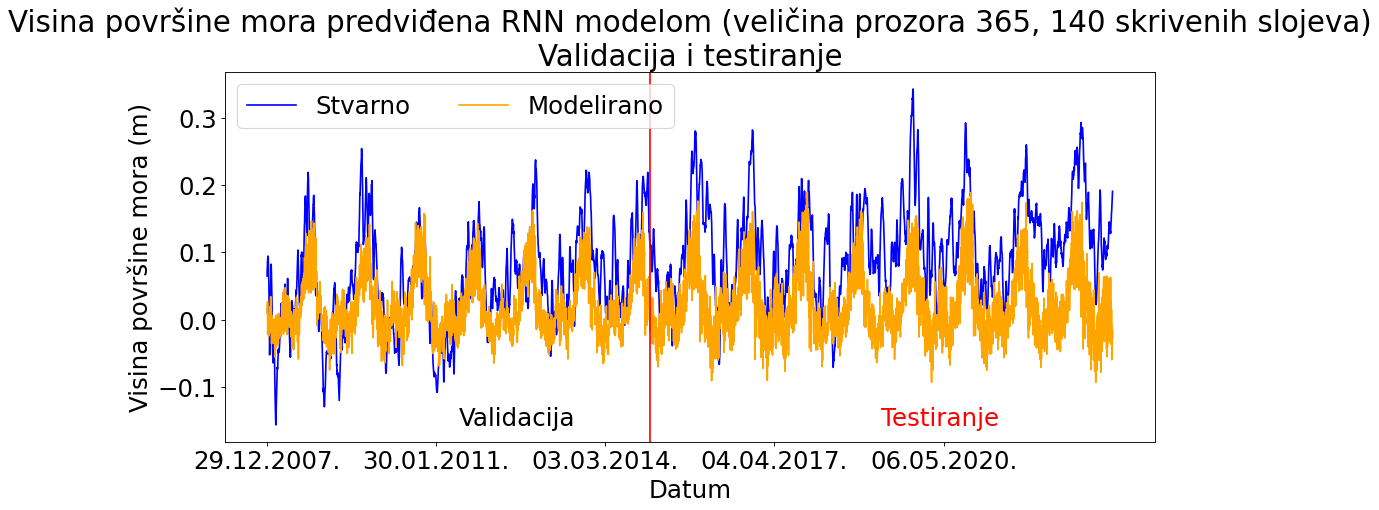 Visina površine mora predviđena RNN modelom (veličina prozora 365, 140 skrivenih slojeva)
Validacija i testiranje
Stvarno Modelirano
Visina površine mora (m)
0.3
0.2
0.1
0.0
−0.1
Validacija Testiranje
29.12.2007. 30.01.2011. 03.03.2014. 04.04.2017. 06.05.2020.
Datum